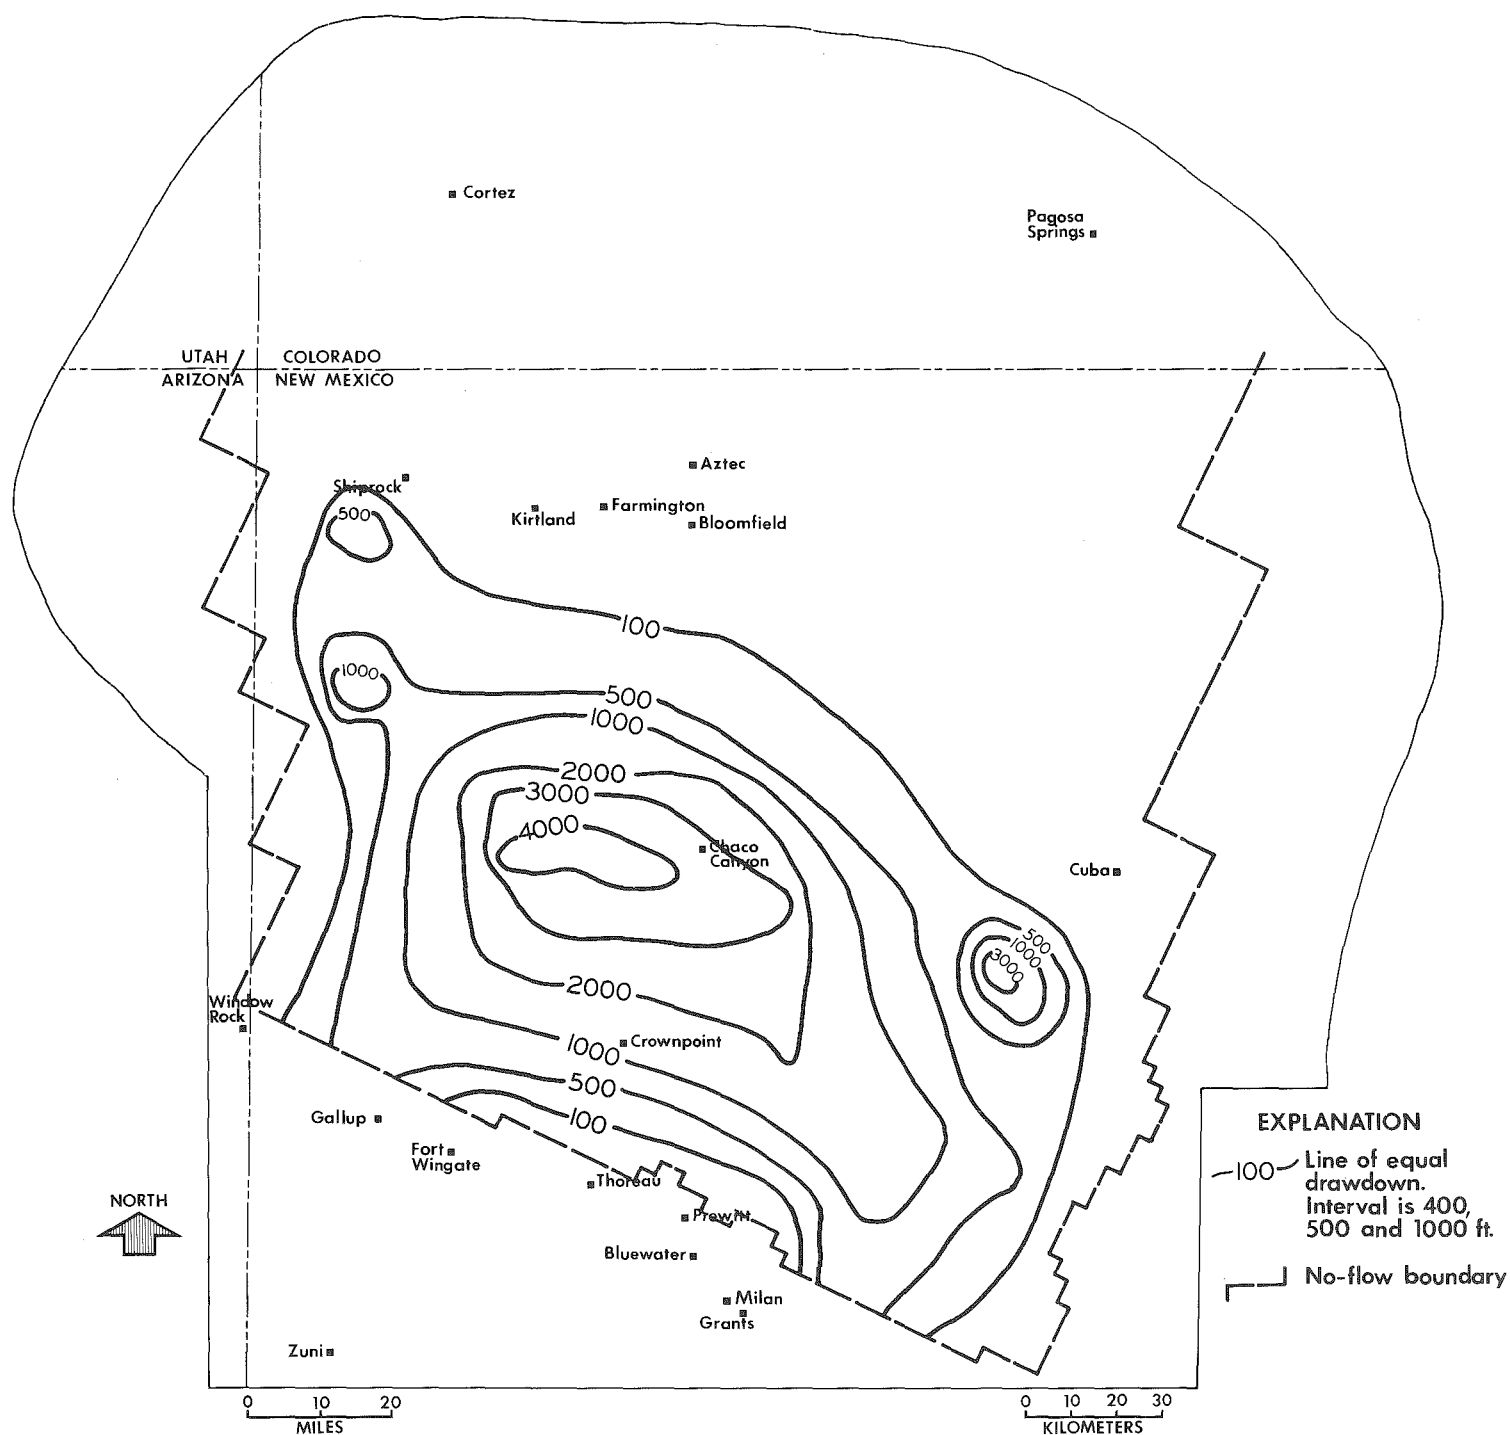 Cortez
Pagosa
Springs
UTAH
COLORADO
ARIZONA
NEW MEXICO
Aztec
Shiprock
Farmington
Kirtland
Bloomfield
500
100
1000
500
1000
2000
3000
4000
Chaco
Canyon
Cuba
500
1000
3000
2000
Window
Rock
Crownpoint
1000
500
100
Gallup
Fort
Wingate
Thoreau
Prewitt
Bluewater
Milan
Grants
Zuni
NORTH
EXPLANATION
100
Line of equal
drawdown.
Interval is 400,
500 and 1000 ft.
No-flow boundary
0 10 20
MILES
0 10 20 30
KILOMETERS